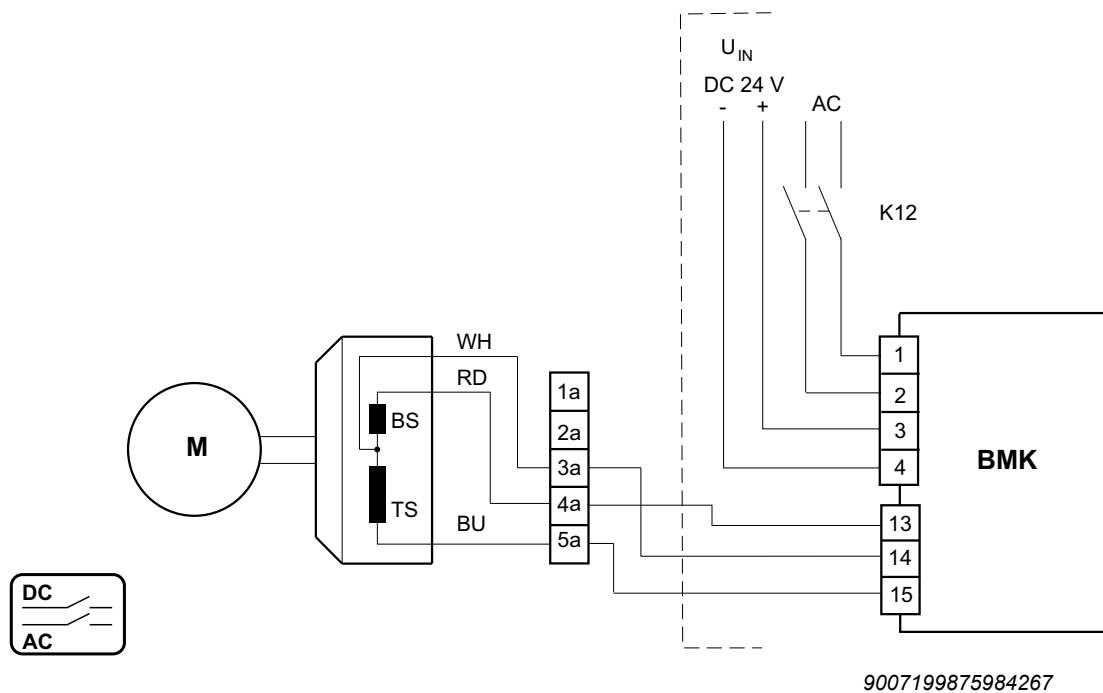 U IN
DC 24 V
- +
AC
K12
1
2
3
4
BMK
13
14
15
WH
RD
BS
TS
BU
M
1a
2a
3a
4a
5a
DC
AC
9007199875984267